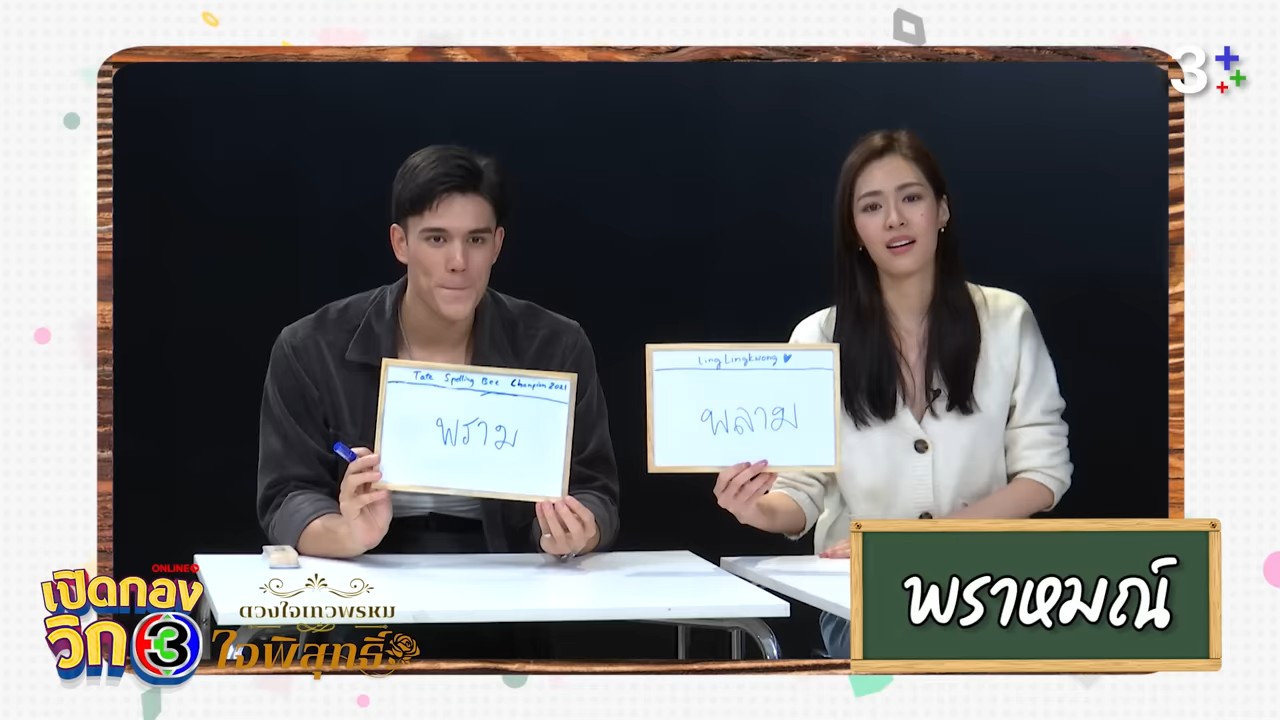 3
Tate Spelling Bee Champion 2021
พราม
Ling Lingkwong
พลาม
พราหมณ์
ONLINE
เปิดกอง
วิก 3
ดวงใจเทวพรหม
ใจพิสุทธิ์